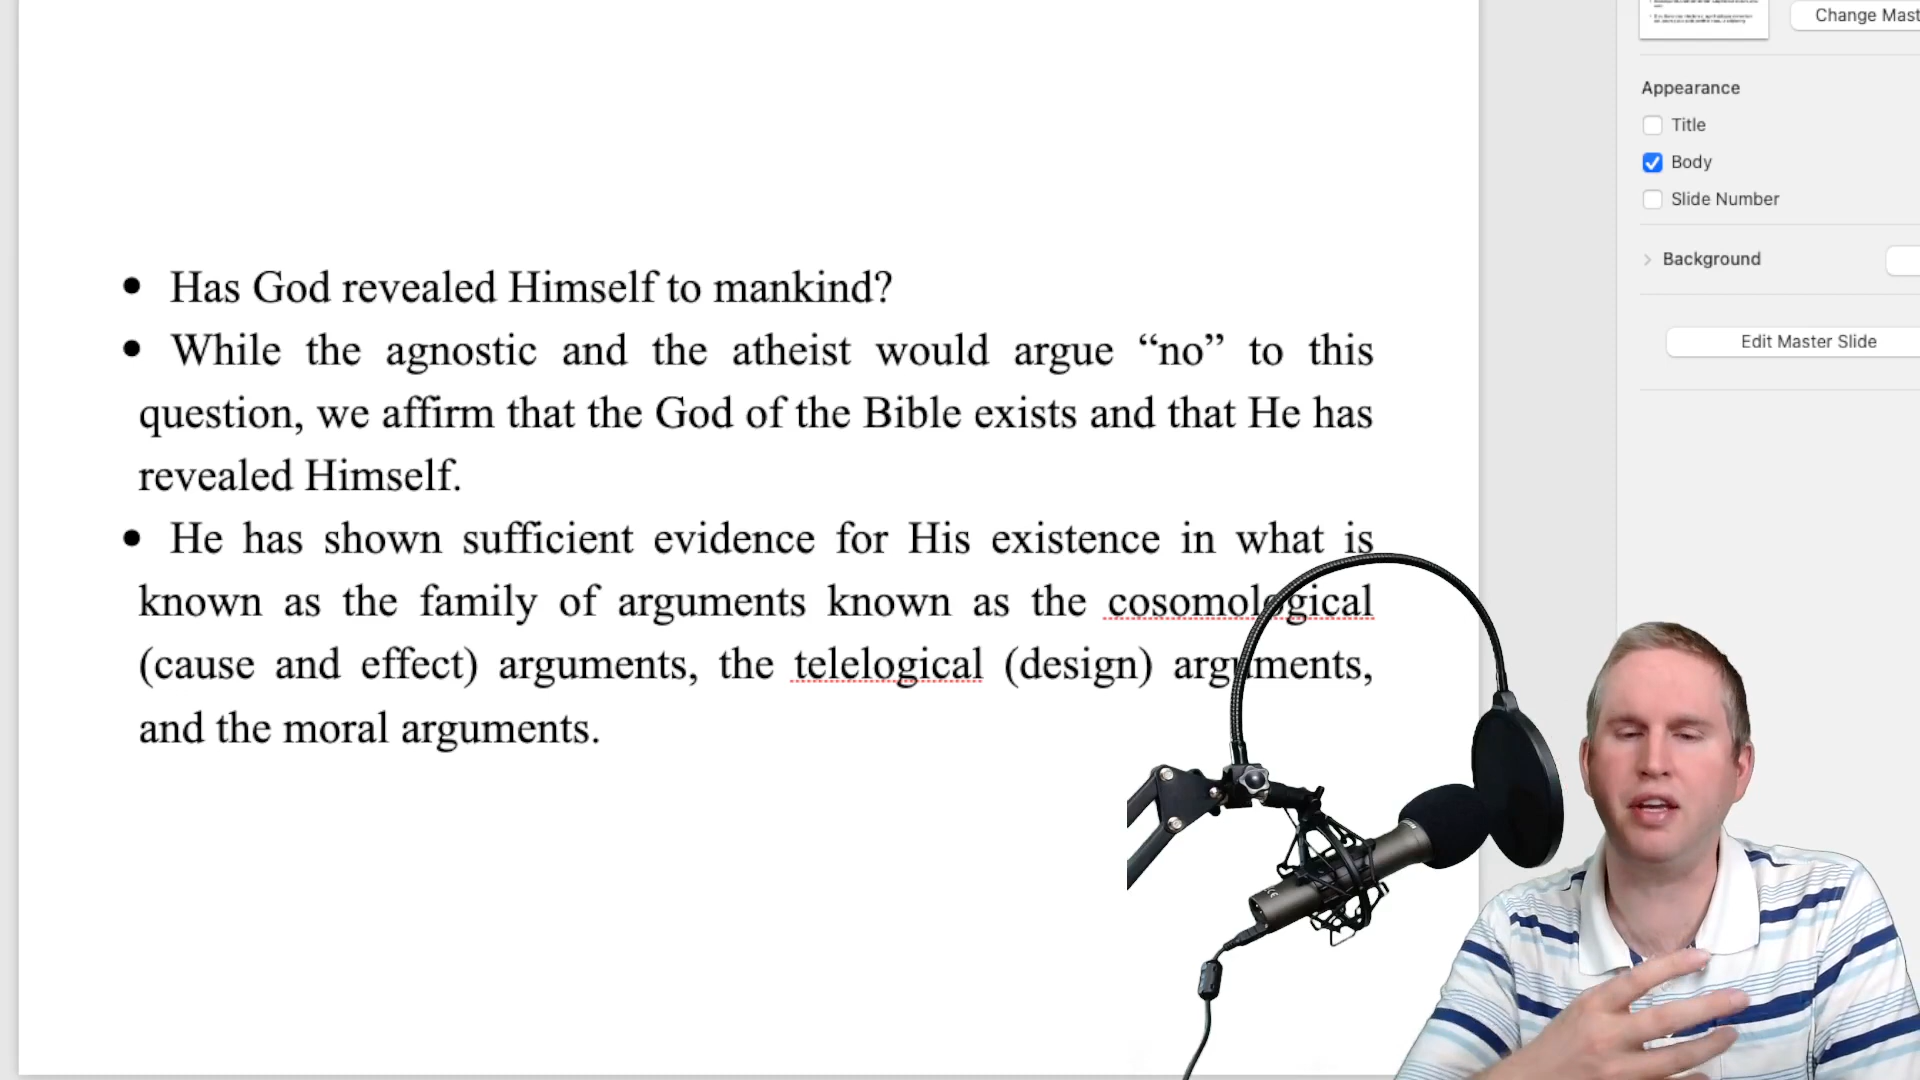 • Has God revealed Himself to mankind?
• While the agnostic and the atheist would argue “no” to this
question, we affirm that the God of the Bible exists and that He has
revealed Himself.
• He has shown sufficient evidence for His existence in what is
known as the family of arguments known as the cosomological
(cause and effect) arguments, the telelogical (design) arguments,
and the moral arguments.
Change Mast
Appearance
Title
Body
Slide Number
Background
Edit Master Slide